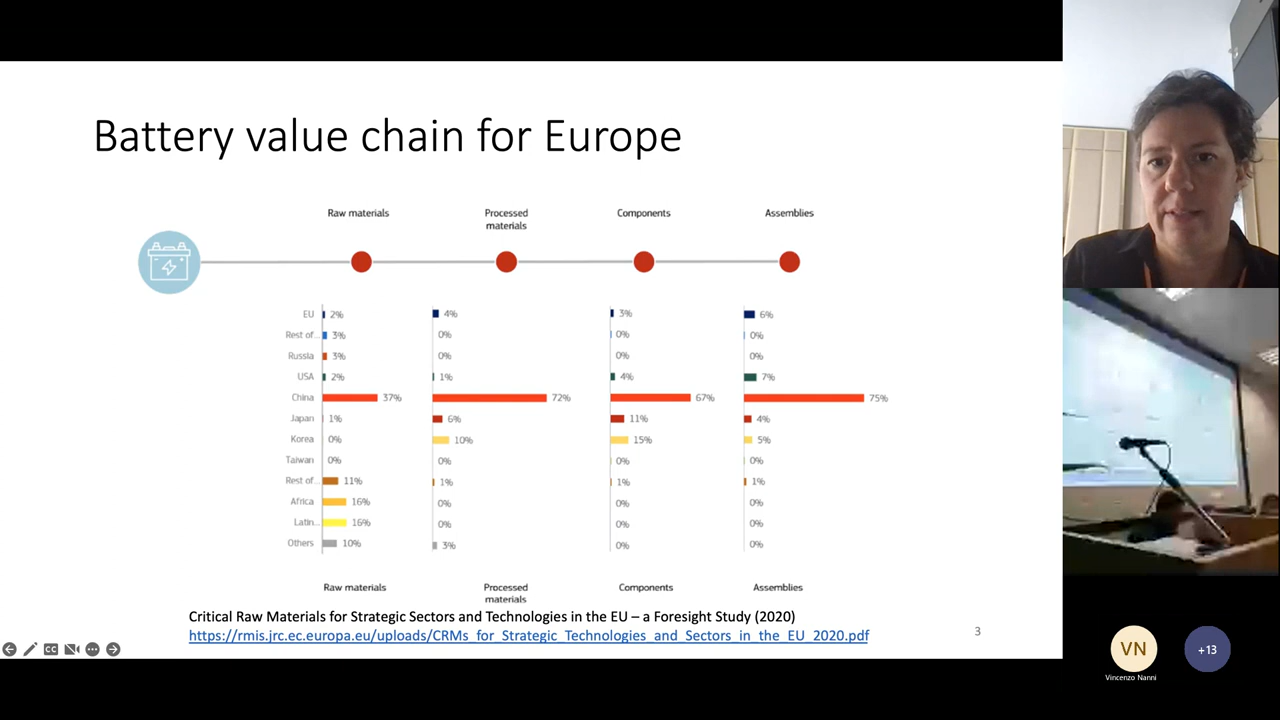 Battery value chain for Europe
Raw materials
Processed
materials
Components
Assemblies
EU 2% 4% 3% 6%
Rest of... 3% 0% 0% 0%
Russia 3% 0% 0% 0%
USA 2% 1% 4% 7%
China 37% 72% 67% 75%
Japan 1% 6% 11% 4%
Korea 0% 10% 15% 5%
Taiwan 0% 0% 0% 0%
Rest of... 11% 1% 1% 1%
Africa 16% 0% 0% 0%
Latin... 16% 0% 0% 0%
Others 10% 3% 0% 0%
Raw materials
Processed
materials
Components
Assemblies
Critical Raw Materials for Strategic Sectors and Technologies in the EU – a Foresight Study (2020)
https://rmis.jrc.ec.europa.eu/uploads/CRMs_for_Strategic_Technologies_and_Sectors_in_the_EU_2020.pdf
3
CC
VN
Vincenzo Nanni
+13